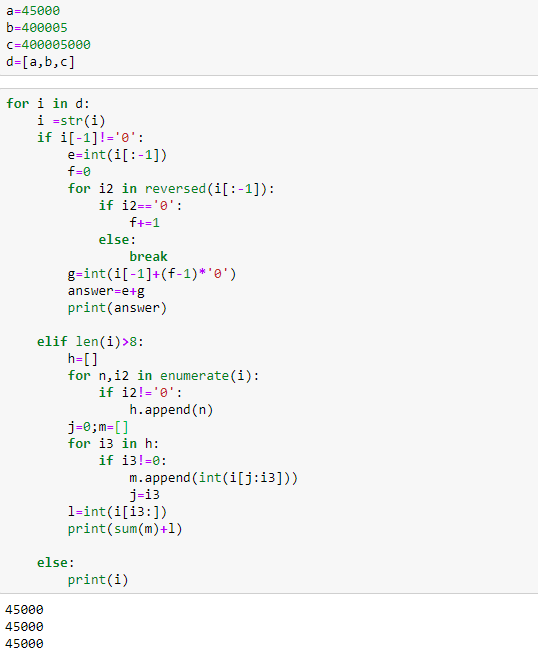 a=45000
b=400005
c=400005000
d=[a,b,c]
for i in d:
    i =str(i)
    if i[-1]!='0':
        e=int(i[:-1])
        f=0
        for i2 in reversed(i[:-1]):
            if i2=='0':
                f+=1
            else:
                break
        g=int(i[-1]+(f-1)*'0')
        answer=e+g
        print(answer)
    elif len(i)>8:
        h=[]
        for n,i2 in enumerate(i):
            if i2!='0':
                h.append(n)
        j=0;m=[]
        for i3 in h:
            if i3!=0:
                m.append(int(i[j:i3]))
                j=i3
        l=int(i[i3:])
        print(sum(m)+l)
    else:
        print(i)
45000
45000
45000